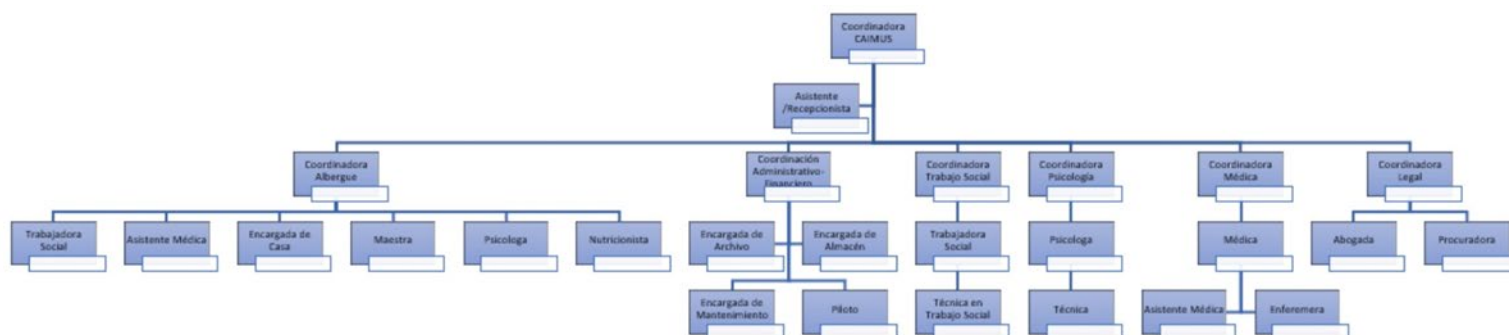 Coordinadora
CAIMUS
Asistente
/Recepcionista
Coordinadora
Albergue
Coordinación
Administrativo-
Financiero
Coordinadora
Trabajo Social
Coordinadora
Psicología
Coordinadora
Médica
Coordinadora
Legal
Trabajadora
Social
Asistente Médica
Encargada de
Casa
Maestra
Psicologa
Nutricionista
Encargada de
Archivo
Encargada de
Almacén
Trabajadora
Social
Psicologa
Médica
Abogada
Procuradora
Encargada de
Mantenimiento
Piloto
Técnica en
Trabajo Social
Técnica
Asistente Médica
Enferemera